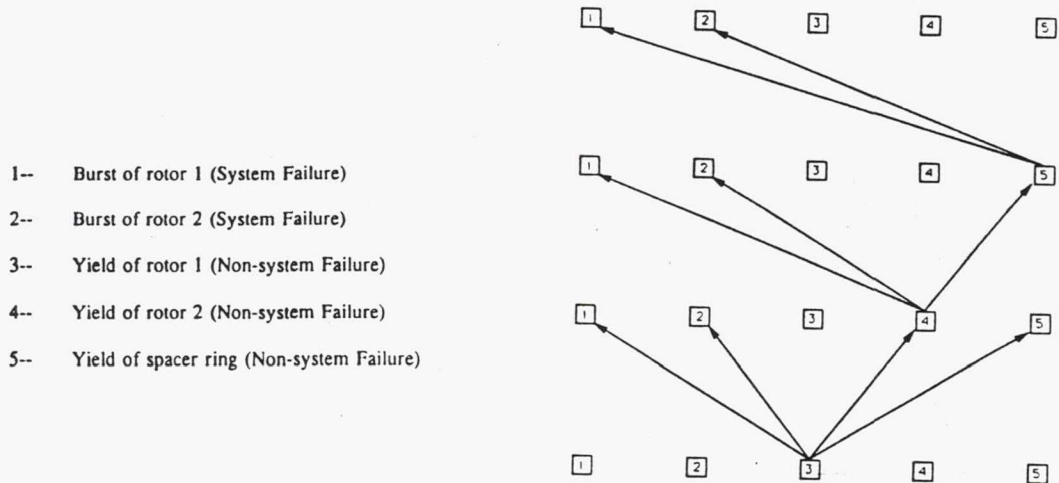 1 2 3 4 5
1 2 3 4 5
1-- Burst of rotor 1 (System Failure)
2-- Burst of rotor 2 (System Failure)
3-- Yield of rotor 1 (Non-system Failure)
4-- Yield of rotor 2 (Non-system Failure)
5-- Yield of spacer ring (Non-system Failure)
1 2 3 4 5
1 2 3 4 5